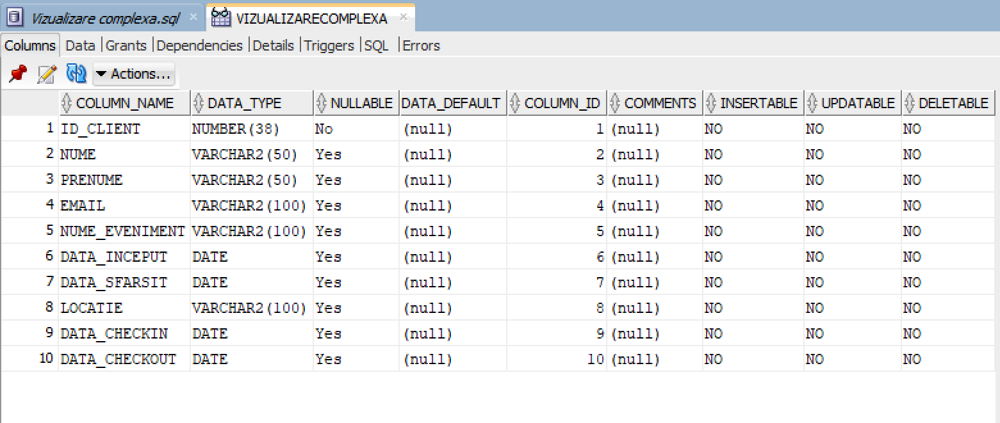 Vizualizare complexa.sql VIZUALIZARECOMPLEXA
Columns Data Grants Dependencies Details Triggers SQL Errors
Actions...
COLUMN_NAME DATA_TYPE NULLABLE DATA_DEFAULT COLUMN_ID COMMENTS INSERTABLE UPDATABLE DELETABLE
1 ID_CLIENT NUMBER(38) No (null) 1 (null) NO NO NO
2 NUME VARCHAR2(50) Yes (null) 2 (null) NO NO NO
3 PRENUME VARCHAR2(50) Yes (null) 3 (null) NO NO NO
4 EMAIL VARCHAR2(100) Yes (null) 4 (null) NO NO NO
5 NUME_EVENIMENT VARCHAR2(100) Yes (null) 5 (null) NO NO NO
6 DATA_INCEPUT DATE Yes (null) 6 (null) NO NO NO
7 DATA_SFARSIT DATE Yes (null) 7 (null) NO NO NO
8 LOCATIE VARCHAR2(100) Yes (null) 8 (null) NO NO NO
9 DATA_CHECKIN DATE Yes (null) 9 (null) NO NO NO
10 DATA_CHECKOUT DATE Yes (null) 10 (null) NO NO NO